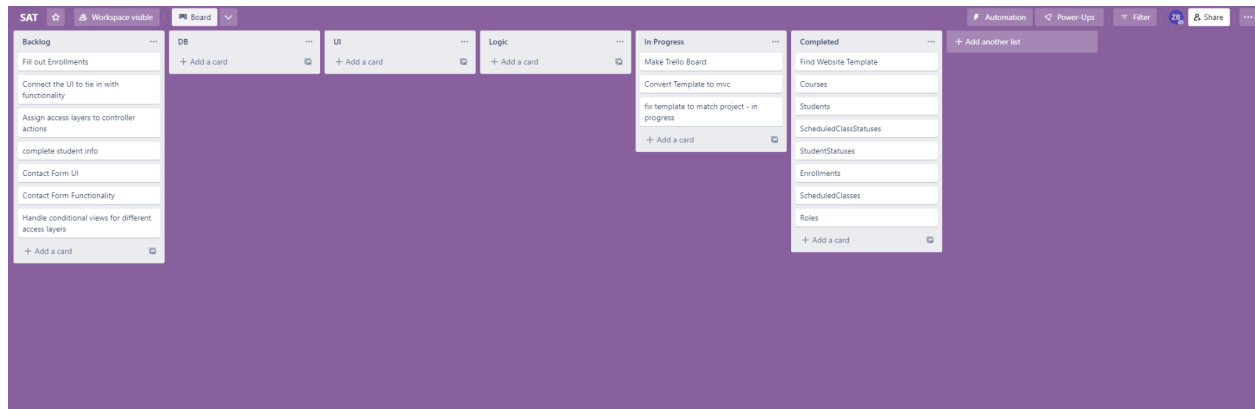 SAT Workspace visible Board Automation Power-Ups Filter ZB Share
Backlog
Fill out Enrollments
Connect the UI to tie in with
functionality
Assign access layers to controller
actions
complete student info
Contact Form UI
Contact Form Functionality
Handle conditional views for different
access layers
+ Add a card
DB
+ Add a card
UI
+ Add a card
Logic
+ Add a card
In Progress
Make Trello Board
Convert Template to mvc
fix template to match project - in
progress
+ Add a card
Completed
Find Website Template
Courses
Students
ScheduledClassStatuses
StudentStatuses
Enrollments
ScheduledClasses
Roles
+ Add a card
+ Add another list